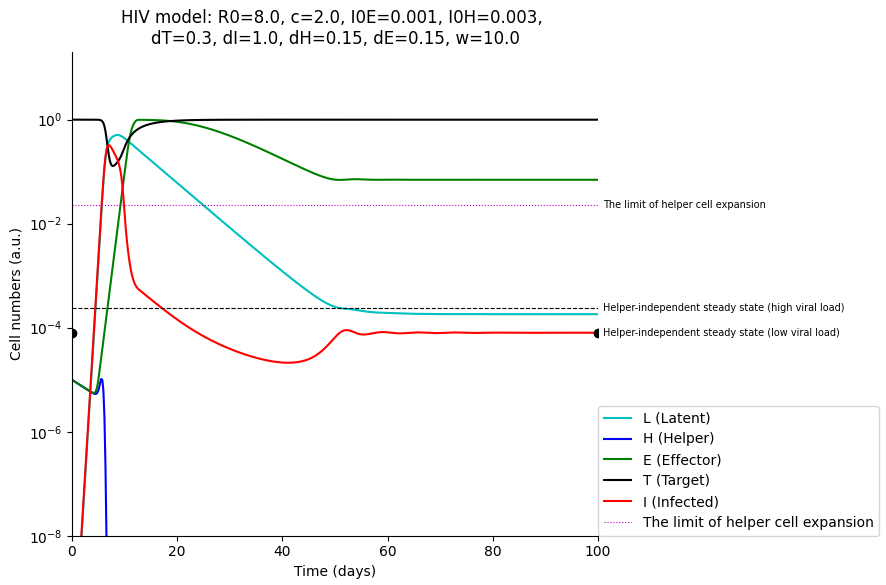 HIV model: R0=8.0, c=2.0, I0E=0.001, I0H=0.003,
dT=0.3, dI=1.0, dH=0.15, dE=0.15, w=10.0
Cell numbers (a.u.)
10⁰
10⁻²
10⁻⁴
10⁻⁶
10⁻⁸
The limit of helper cell expansion
Helper-independent steady state (high viral load)
Helper-independent steady state (low viral load)
L (Latent)
H (Helper)
E (Effector)
T (Target)
I (Infected)
The limit of helper cell expansion
0 20 40 60 80 100
Time (days)